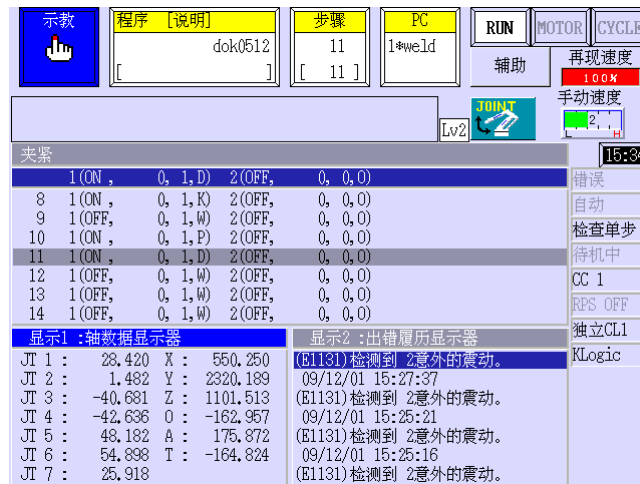 示教
程序 [说明]
dok0512
[ ]
步骤
11
[ 11 ]
PC
1*weld
RUN
MOTOR
CYCLE
辅助
再现速度
100%
手动速度
2
L H
Lv2
JOINT
夹紧
15:34
1(ON , 0, 1,D) 2(OFF, 0, 0,O)
8 1(ON , 0, 1,K) 2(OFF, 0, 0,O)
9 1(OFF, 0, 1,W) 2(OFF, 0, 0,O)
10 1(ON , 0, 1,P) 2(OFF, 0, 0,O)
11 1(ON , 0, 1,D) 2(OFF, 0, 0,O)
12 1(OFF, 0, 1,W) 2(OFF, 0, 0,O)
13 1(OFF, 0, 1,W) 2(OFF, 0, 0,O)
14 1(OFF, 0, 1,W) 2(OFF, 0, 0,O)
错误
自动
检查单步
待机中
CC 1
RPS OFF
独立CL1
KLogic
显示1 :轴数据显示器
JT 1 : 28.420 X : 550.250
JT 2 : 1.482 Y : 2320.189
JT 3 : -40.681 Z : 1101.513
JT 4 : -42.636 O : -162.957
JT 5 : 48.182 A : 175.872
JT 6 : 54.898 T : -164.824
JT 7 : 25.918
显示2 :出错履历显示器
(E1131)检测到 2意外的震动。
09/12/01 15:27:37
(E1131)检测到 2意外的震动。
09/12/01 15:25:21
(E1131)检测到 2意外的震动。
09/12/01 15:25:16
(E1131)检测到 2意外的震动。